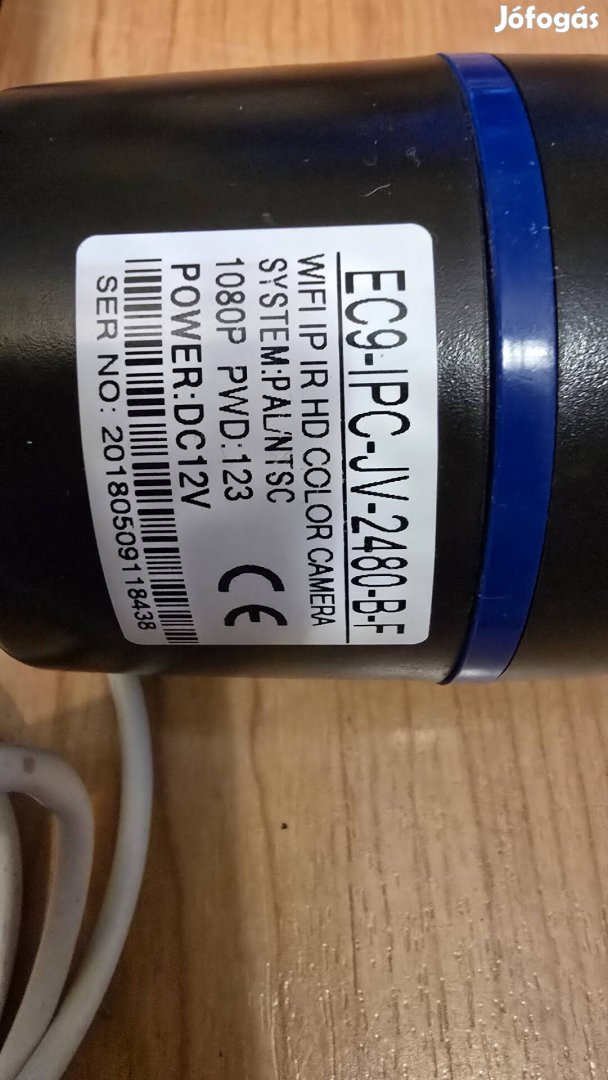 Jófogás
EC9-IPC-JV-2480-B-F
WIFI IP IR HD COLOR CAMERA
SYSTEM:PAL/NTSC
1080P PWD:123
POWER:DC12V
CE
SER NO: 20180509118438